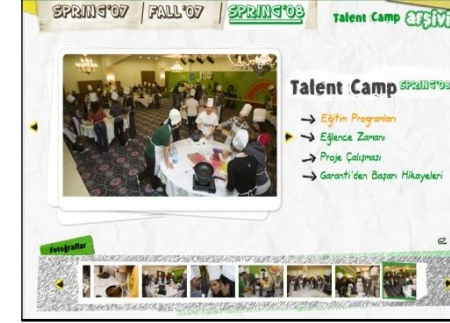 SPRING'07 | FALL'07 | SPRING'08
Talent Camp arşivi
Talent Camp SPRING'08
Eğitim Programları
Eğlence Zamanı
Proje Çalışması
Garanti'den Başarı Hikayeleri
62
Fotoğraflar